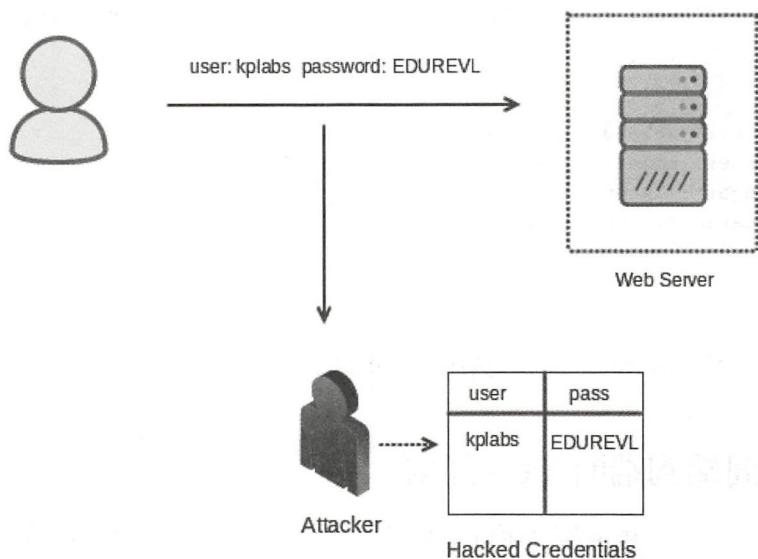 user: kplabs password: EDUREVL
Web Server
user pass
kplabs EDUREVL
Attacker
Hacked Credentials